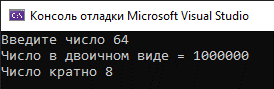 Консоль отладки Microsoft Visual Studio
Введите число 64
Число в двоичном виде = 1000000
Число кратно 8